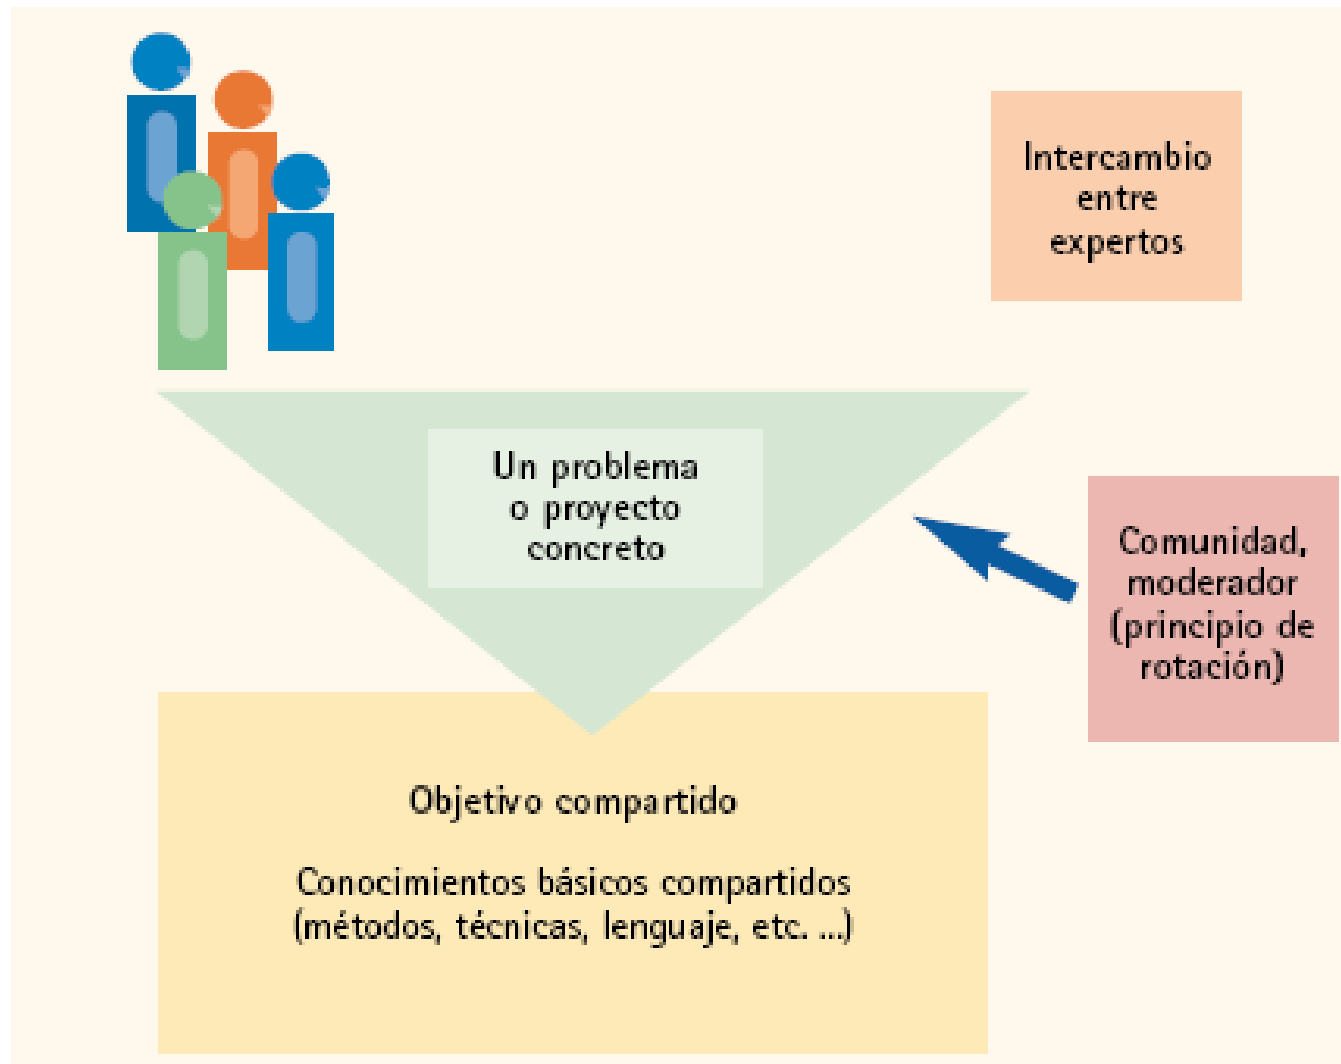 Intercambio
entre
expertos
Un problema
o proyecto
concreto
Comunidad,
moderador
(principio de
rotación)
Objetivo compartido
Conocimientos básicos compartidos
(métodos, técnicas, lenguaje, etc. ...)